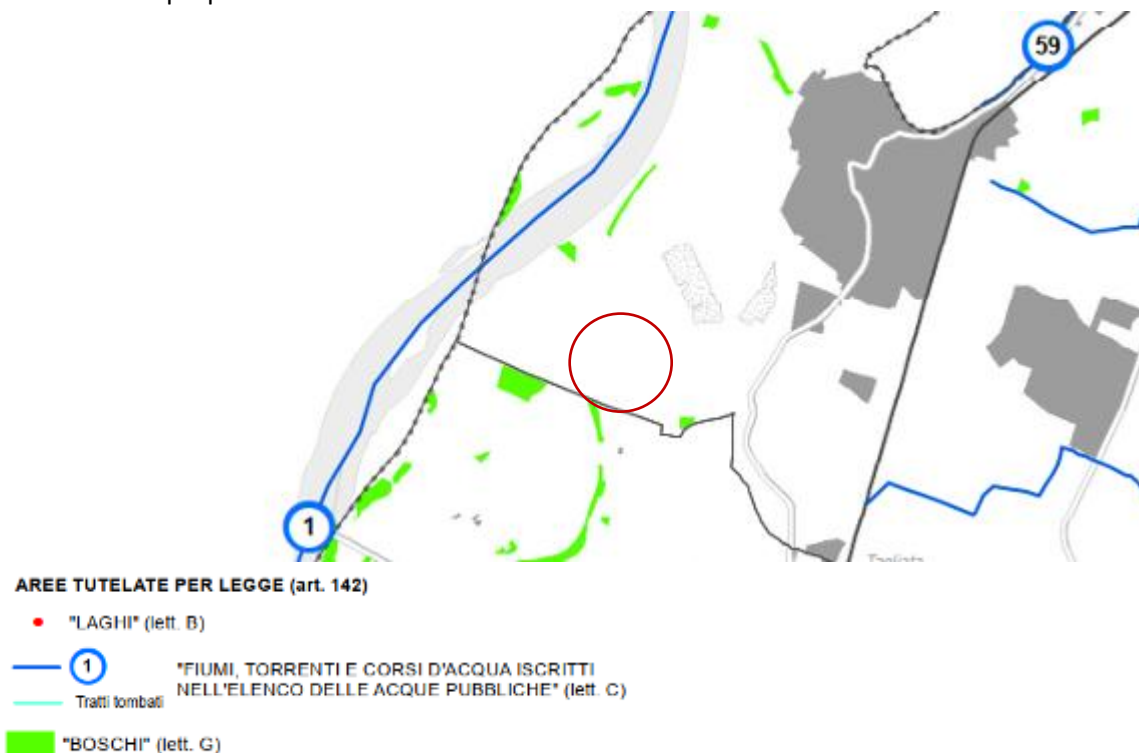 59
1
AREE TUTELATE PER LEGGE (art. 142)
"LAGHI" (lett. B)
1
"FIUMI, TORRENTI E CORSI D'ACQUA ISCRITTI
NELL'ELENCO DELLE ACQUE PUBBLICHE" (lett. C)
Tratti tombati
"BOSCHI" (lett. G)